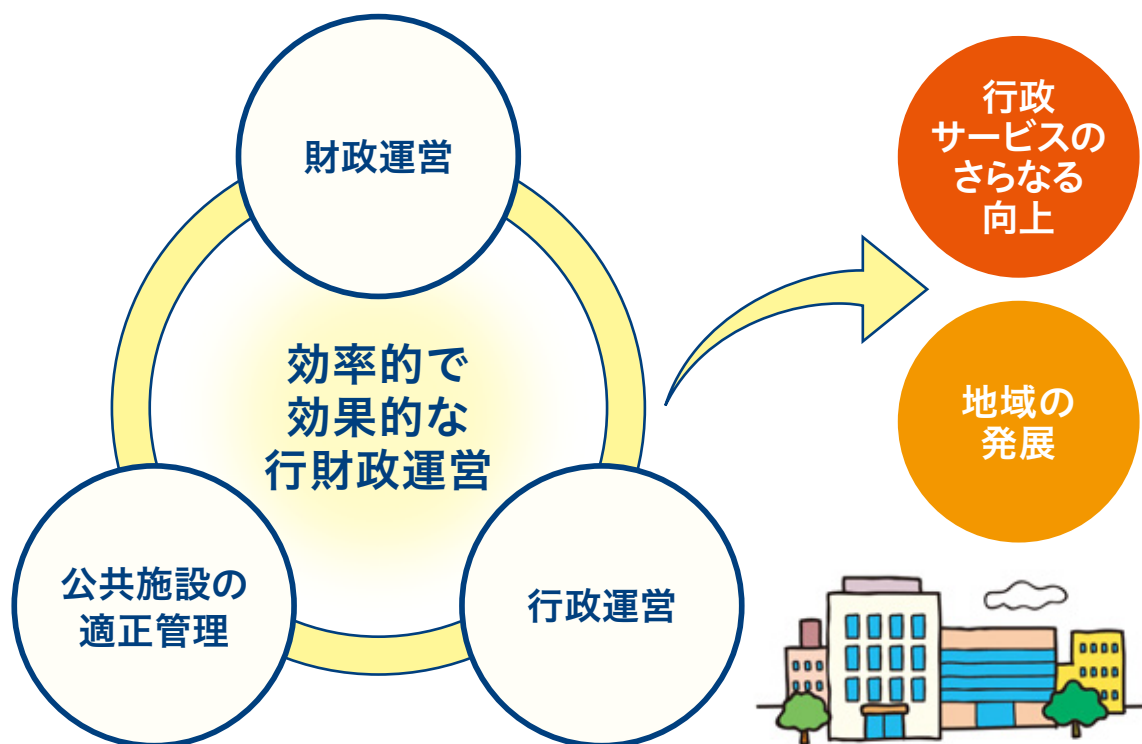 財政運営
効率的で
効果的な
行財政運営
公共施設の
適正管理
行政運営
行政
サービスの
さらなる
向上
地域の
発展